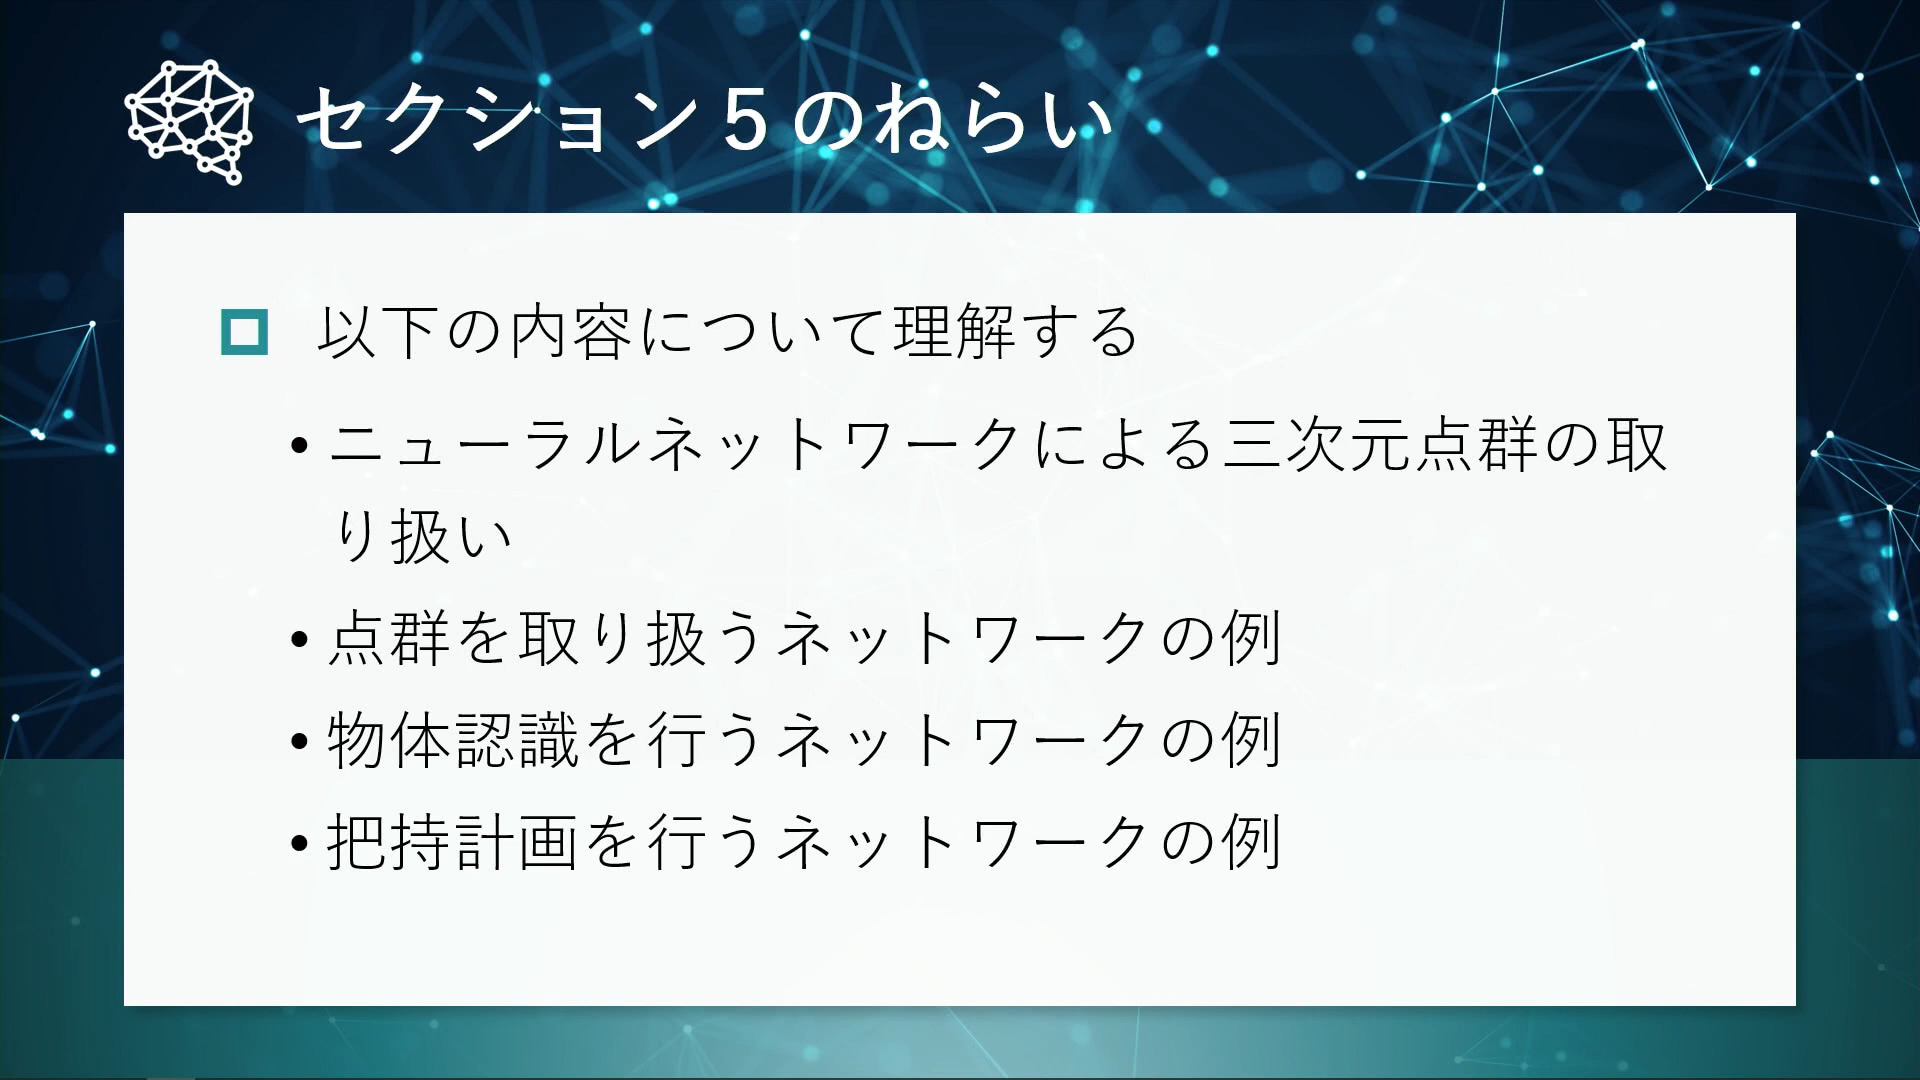 セクション５のねらい
以下の内容について理解する
• ニューラルネットワークによる三次元点群の取
り扱い
• 点群を取り扱うネットワークの例
• 物体認識を行うネットワークの例
• 把持計画を行うネットワークの例